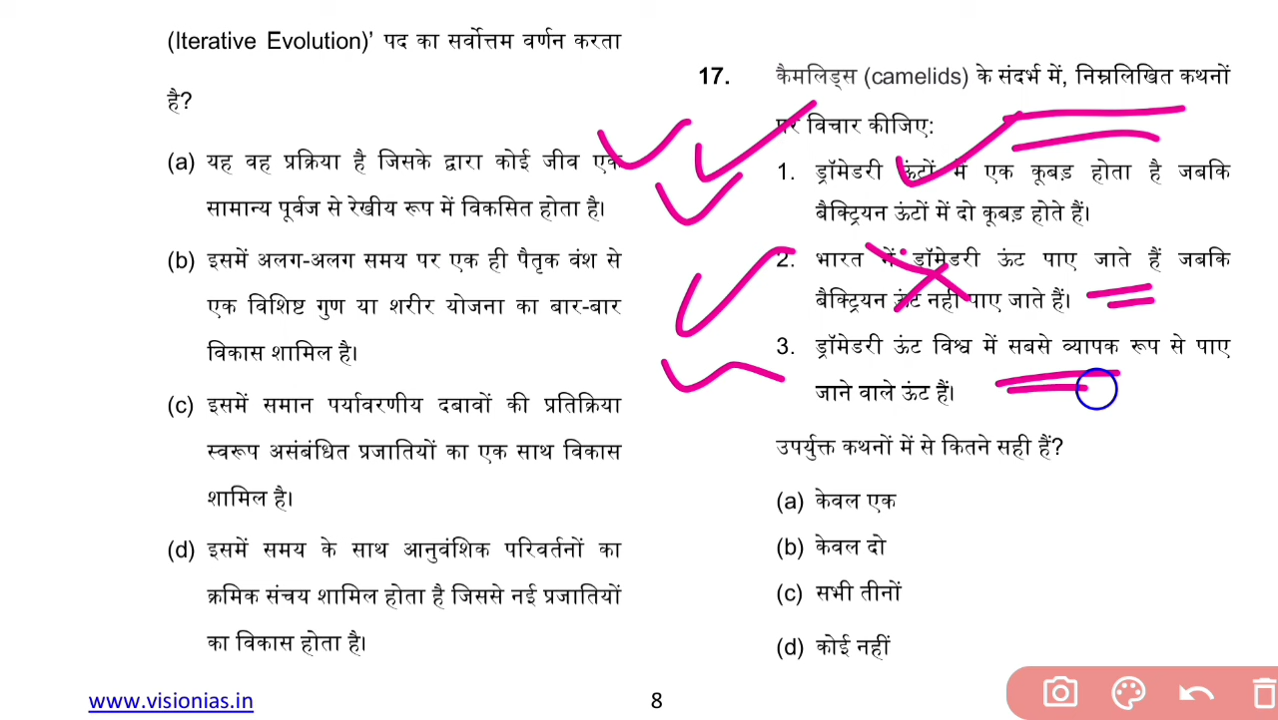 (Iterative Evolution)’ पद का सर्वोत्तम वर्णन करता
है?
(a) यह वह प्रक्रिया है जिसके द्वारा कोई जीव एक
सामान्य पूर्वज से रेखीय रूप में विकसित होता है।
(b) इसमें अलग-अलग समय पर एक ही पैतृक वंश से
एक विशिष्ट गुण या शरीर योजना का बार-बार
विकास शामिल है।
(c) इसमें समान पर्यावरणीय दबावों की प्रतिक्रिया
स्वरूप असंबंधित प्रजातियों का एक साथ विकास
शामिल है।
(d) इसमें समय के साथ आनुवंशिक परिवर्तनों का
क्रमिक संचय शामिल होता है जिससे नई प्रजातियों
का विकास होता है।
17. कैमलिड्स (camelids) के संदर्भ में, निम्नलिखित कथनों
पर विचार कीजिए:
1. ड्रॉमेडरी ऊंटों में एक कूबड़ होता है जबकि
बैक्ट्रियन ऊंटों में दो कूबड़ होते हैं।
2. भारत में ड्रॉमेडरी ऊंट पाए जाते हैं जबकि
बैक्ट्रियन ऊंट नहीं पाए जाते हैं।
3. ड्रॉमेडरी ऊंट विश्व में सबसे व्यापक रूप से पाए
जाने वाले ऊंट हैं।
उपर्युक्त कथनों में से कितने सही हैं?
(a) केवल एक
(b) केवल दो
(c) सभी तीनों
(d) कोई नहीं
www.visionias.in
8